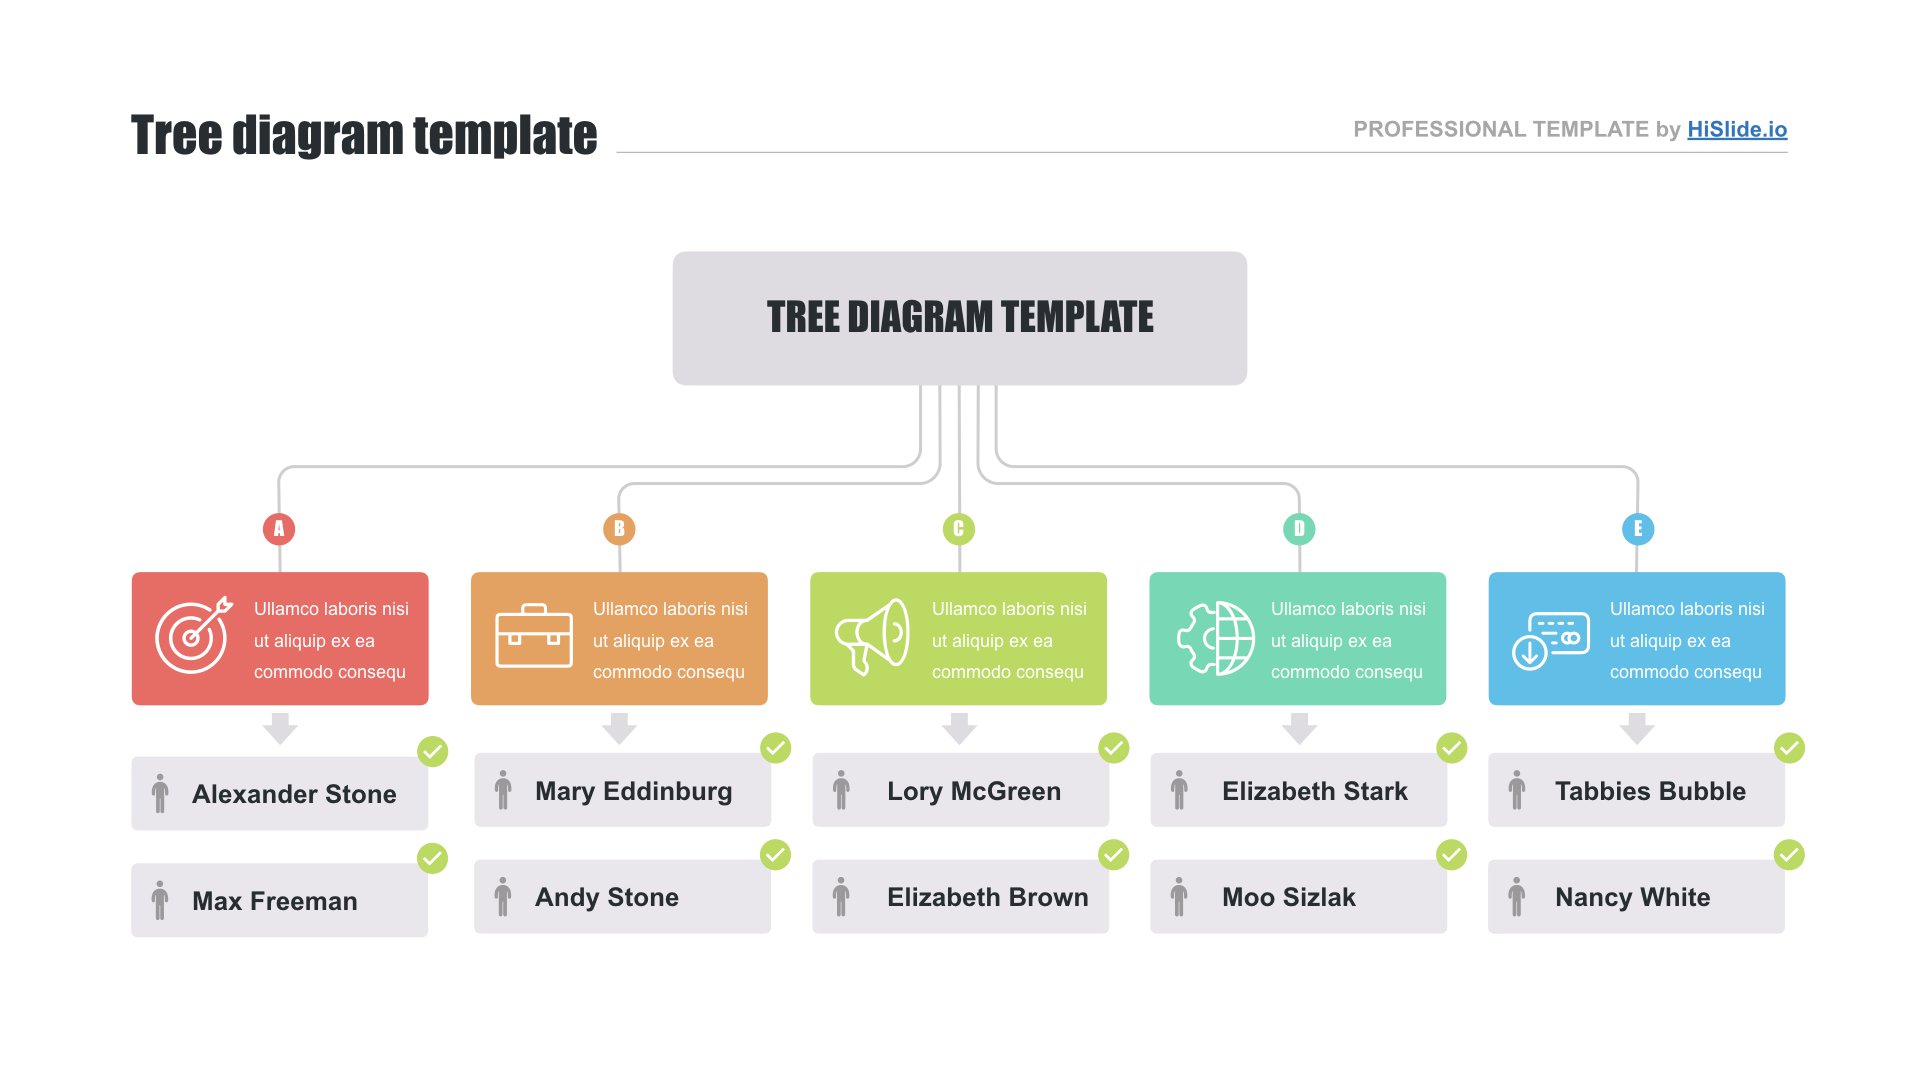 Tree diagram template
PROFESSIONAL TEMPLATE by HiSlide.io
TREE DIAGRAM TEMPLATE
A
B
C
D
E
Ullamco laboris nisi
ut aliquip ex ea
commodo consequ
Ullamco laboris nisi
ut aliquip ex ea
commodo consequ
Ullamco laboris nisi
ut aliquip ex ea
commodo consequ
Ullamco laboris nisi
ut aliquip ex ea
commodo consequ
Ullamco laboris nisi
ut aliquip ex ea
commodo consequ
Alexander Stone
Mary Eddinburg
Lory McGreen
Elizabeth Stark
Tabbies Bubble
Max Freeman
Andy Stone
Elizabeth Brown
Moo Sizlak
Nancy White